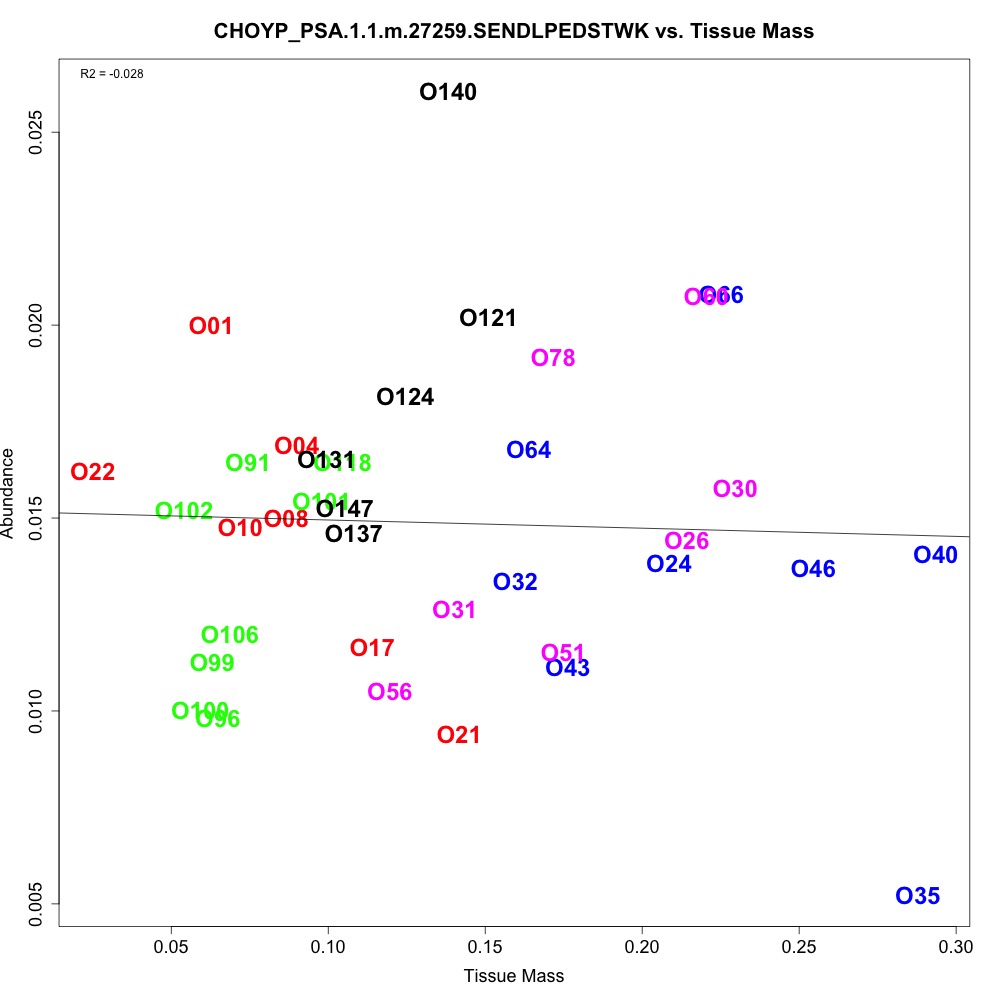 CHOYP_PSA.1.1.m.27259.SENDLPEDSTWK vs. Tissue Mass
R2 = -0.028
O140
0.025
O66
0.020
O01
O121
O78
O124
O04
O64
O131
O118
O91
O22
O30
O101
O102
O147
0.015
O08
O10
O137
O26
O40
O24
O46
O32
O31
O106
O17
O99
O51
O43
O56
0.010
O100
O96
O21
0.005
O35
Abundance
0.05 0.10 0.15 0.20 0.25 0.30
Tissue Mass